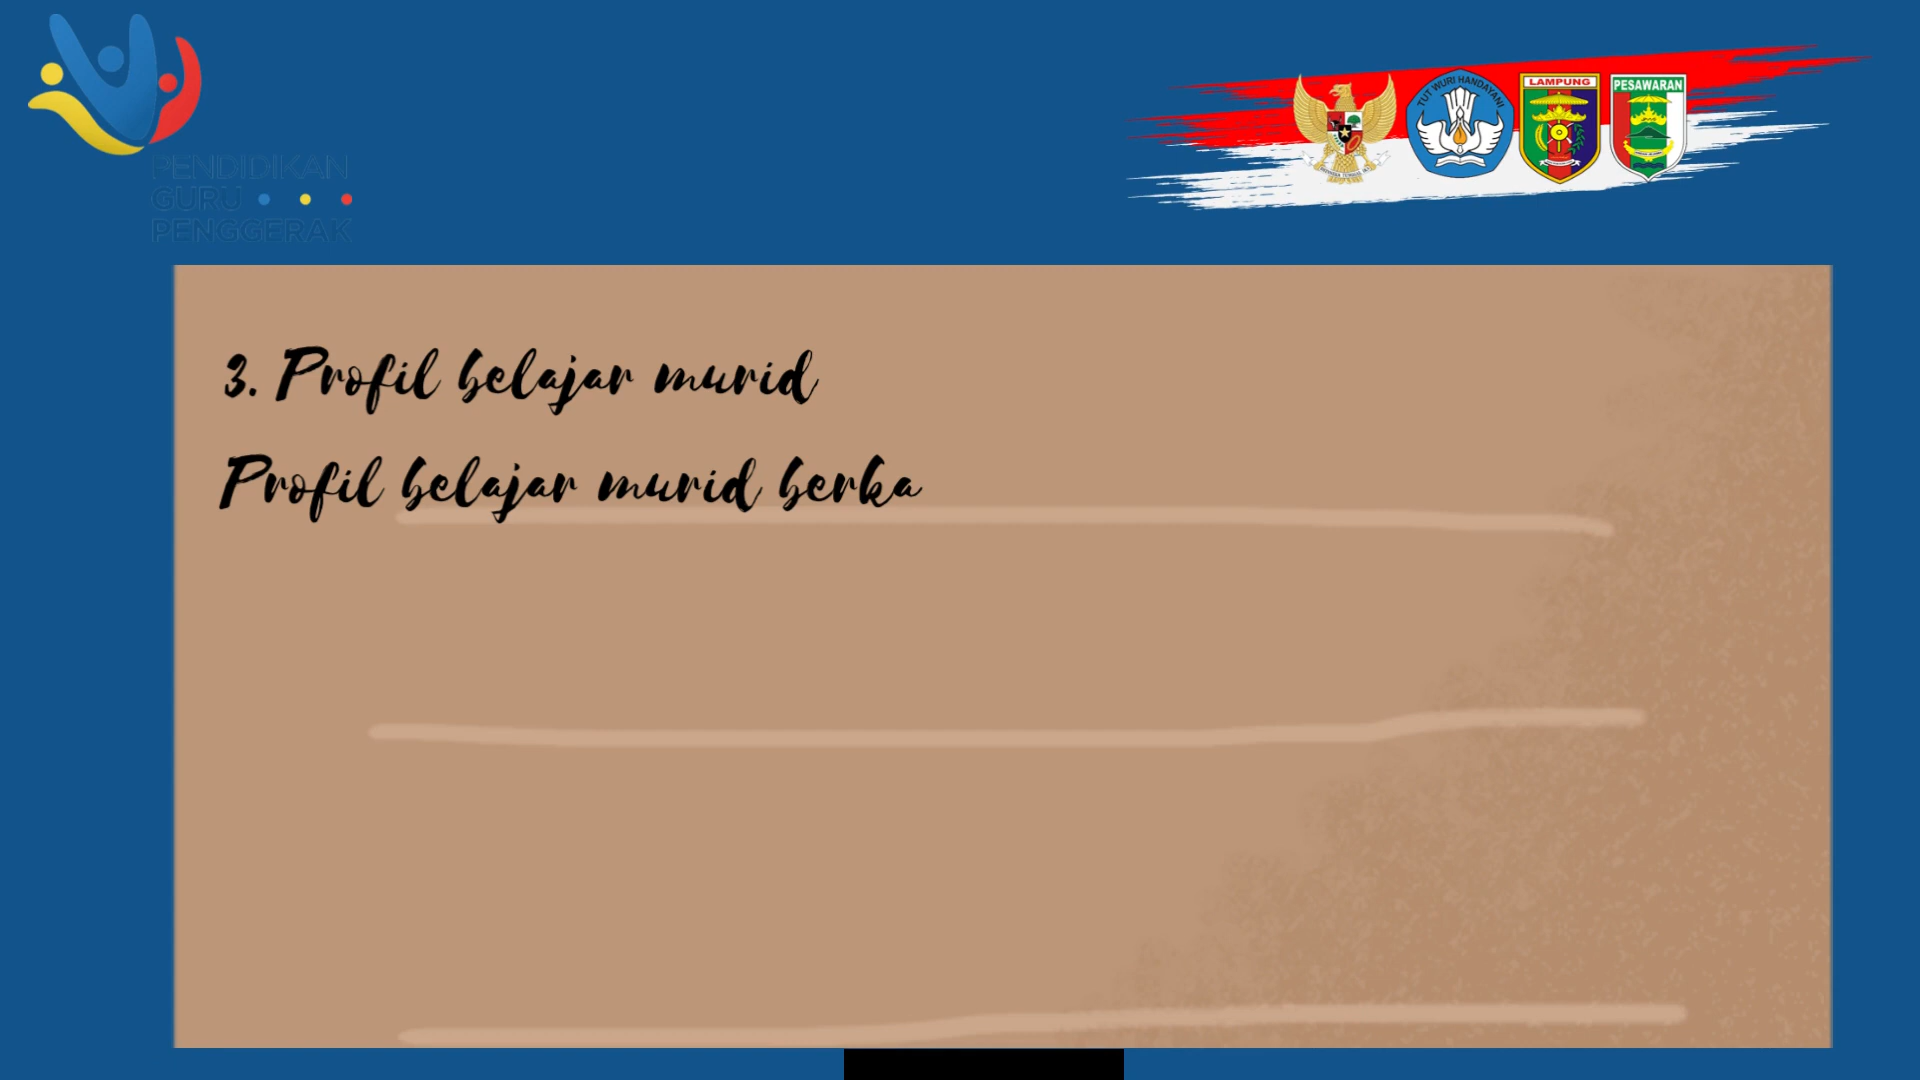 PENDIDIKAN
GURU
PENGGERAK
TUT WURI HANDAYANI
LAMPUNG
PESAWARAN
3. Profil belajar murid
Profil belajar murid berka